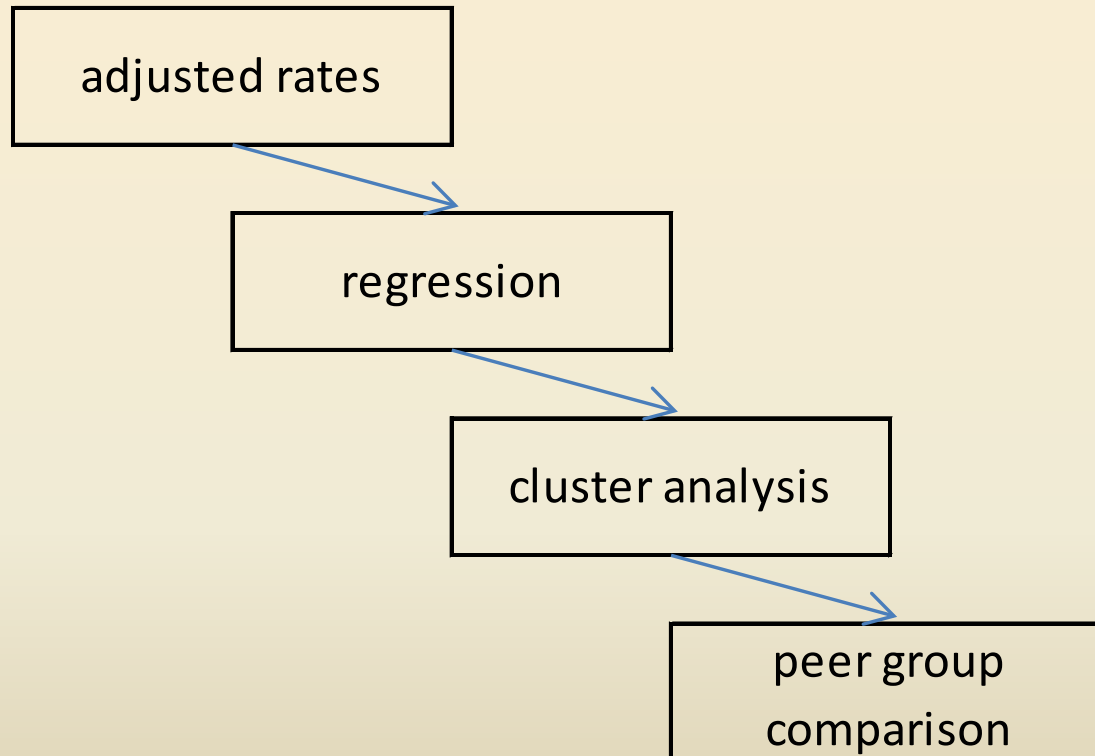 adjusted rates
regression
cluster analysis
peer group
comparison